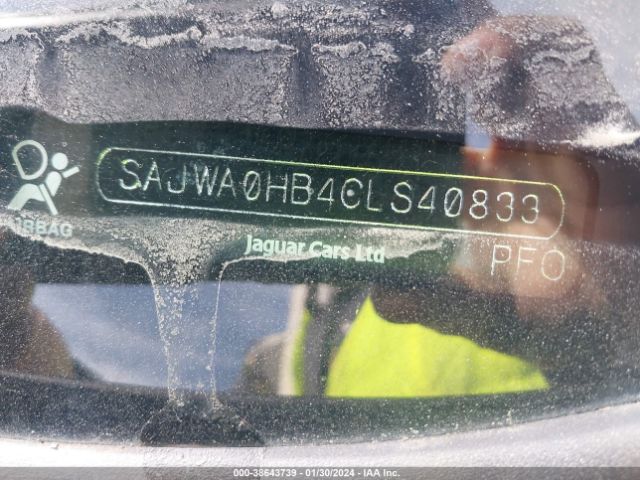 SAJWA0HB4CLS40833
AIRBAG
Jaguar Cars Ltd
PFO
000-38643739 - 01/30/2024 - IAA Inc.